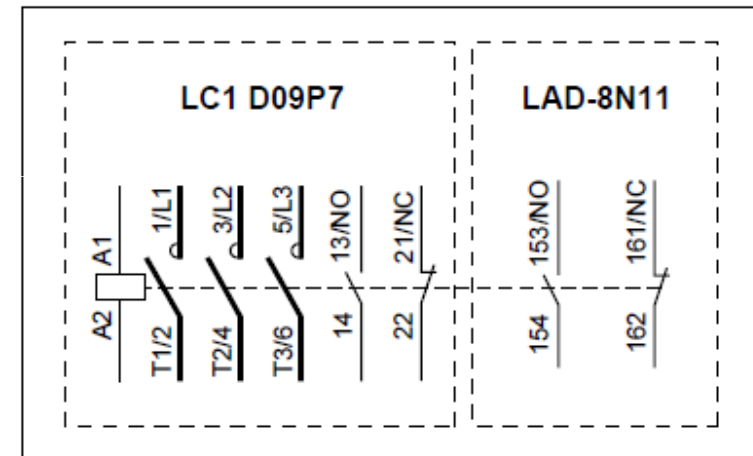 LC1 D09P7
LAD-8N11
A1
1/L1
3/L2
5/L3
13/NO
21/NC
153/NO
161/NC
A2
T1/2
T2/4
T3/6
14
22
154
162